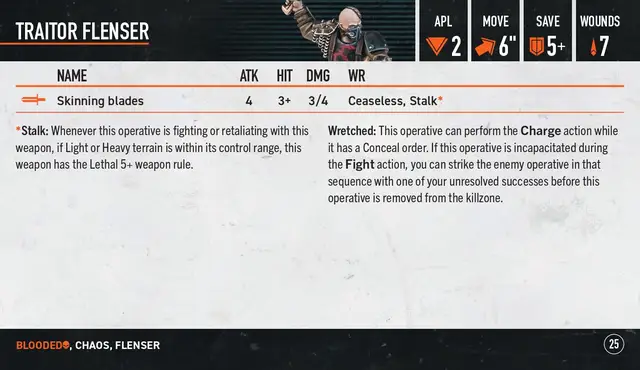 TRAITOR FLENSER
APL 2
MOVE 6"
SAVE 5+
WOUNDS 7
NAME ATK HIT DMG WR
Skinning blades 4 3+ 3/4 Ceaseless, Stalk*
*Stalk: Whenever this operative is fighting or retaliating with this
weapon, if Light or Heavy terrain is within its control range, this
weapon has the Lethal 5+ weapon rule.
Wretched: This operative can perform the Charge action while
it has a Conceal order. If this operative is incapacitated during
the Fight action, you can strike the enemy operative in that
sequence with one of your unresolved successes before this
operative is removed from the killzone.
BLOODED, CHAOS, FLENSER
25